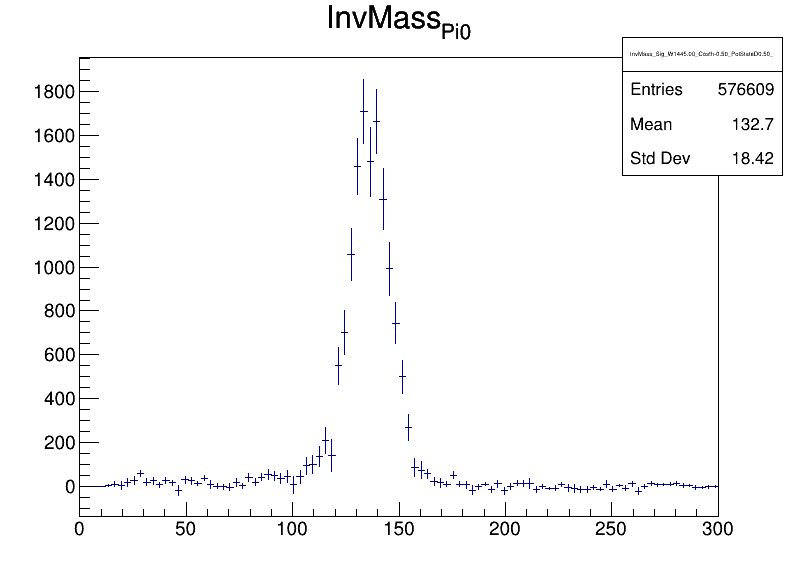 InvMass_Pi0
InvMass_Sig_W1445.00_Costh-0.50_PolStateD0.50_
Entries 576609
Mean 132.7
Std Dev 18.42
1800
1600
1400
1200
1000
800
600
400
200
0
0 50 100 150 200 250 300